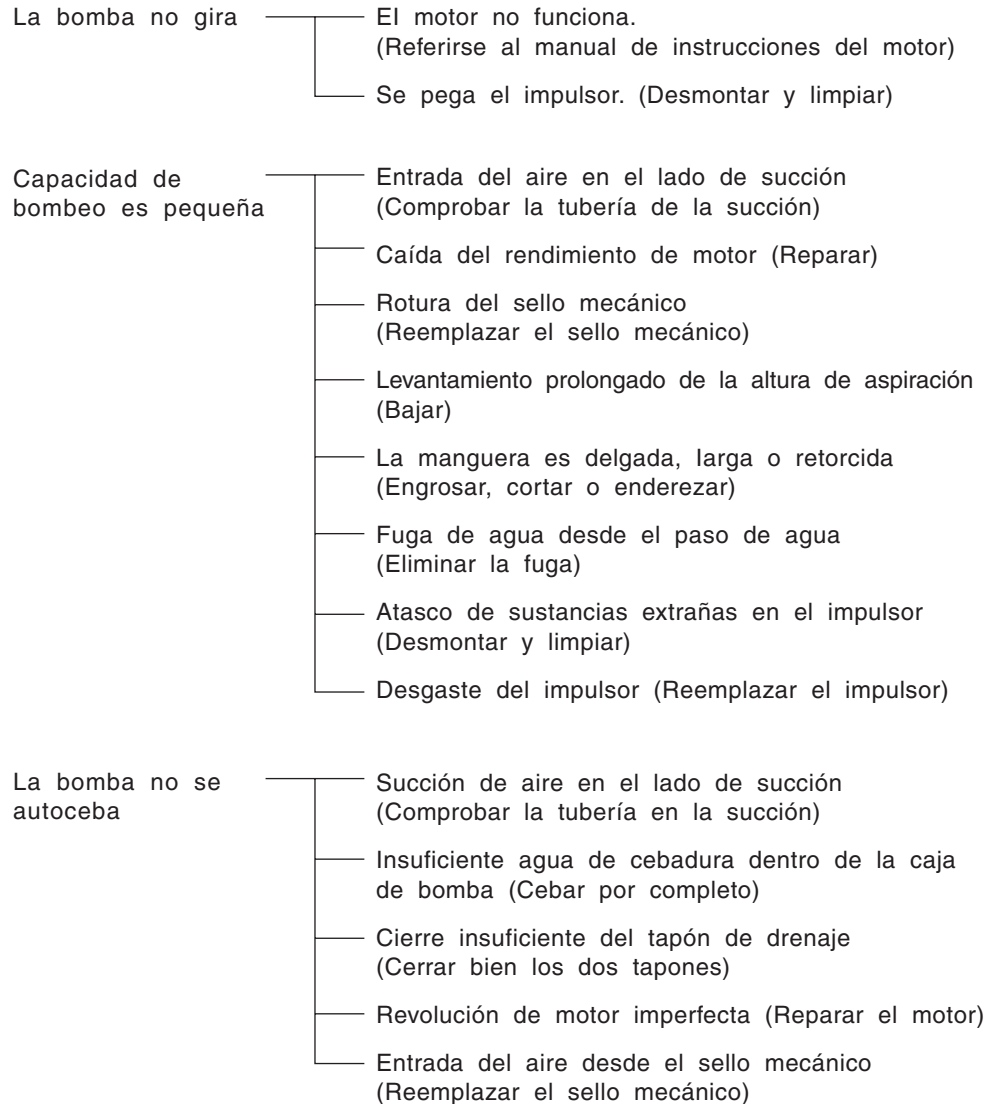 La bomba no gira
El motor no funciona.
(Referirse al manual de instrucciones del motor)
Se pega el impulsor. (Desmontar y limpiar)
Capacidad de
bombeo es pequeña
Entrada del aire en el lado de succión
(Comprobar la tubería de la succión)
Caída del rendimiento de motor (Reparar)
Rotura del sello mecánico
(Reemplazar el sello mecánico)
Levantamiento prolongado de la altura de aspiración
(Bajar)
La manguera es delgada, larga o retorcida
(Engrosar, cortar o enderezar)
Fuga de agua desde el paso de agua
(Eliminar la fuga)
Atasco de sustancias extrañas en el impulsor
(Desmontar y limpiar)
Desgaste del impulsor (Reemplazar el impulsor)
La bomba no se
autoceba
Succión de aire en el lado de succión
(Comprobar la tubería en la succión)
Insuficiente agua de cebadura dentro de la caja
de bomba (Cebar por completo)
Cierre insuficiente del tapón de drenaje
(Cerrar bien los dos tapones)
Revolución de motor imperfecta (Reparar el motor)
Entrada del aire desde el sello mecánico
(Reemplazar el sello mecánico)